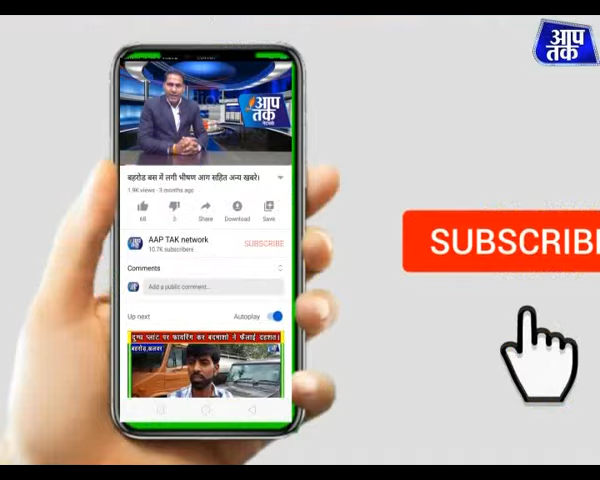 आप
तक
आप
तक
बहरोड बस में लगी भीषण आग सहित अन्य खबरे।
1.9K views · 3 months ago
68
3
Share
Download
Save
AAP TAK network
10.7K subscribers
SUBSCRIBE
Comments
Add a public comment...
Up next
Autoplay
दुग्ध प्लांट पर फायरिंग कर बदमाशो ने फैलाई दहशत।
बहरोड़,अलवर
SUBSCRIBE